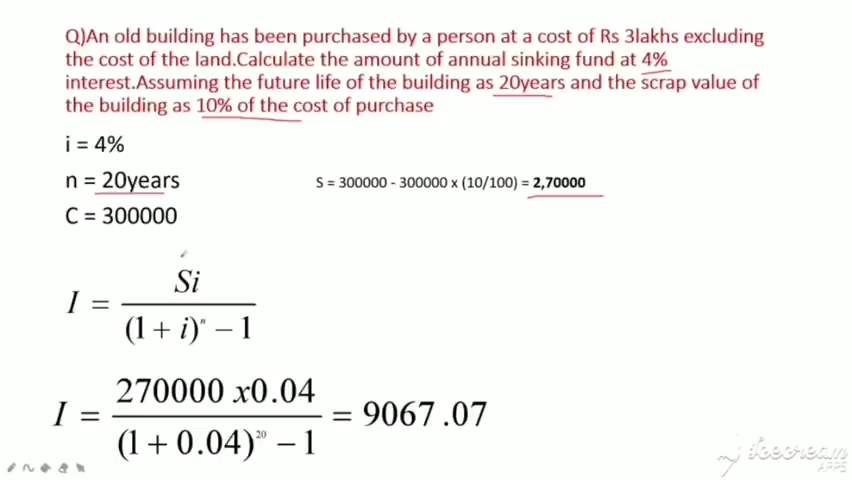 Q)An old building has been purchased by a person at a cost of Rs 3lakhs excluding
the cost of the land.Calculate the amount of annual sinking fund at 4%
interest.Assuming the future life of the building as 20years and the scrap value of
the building as 10% of the cost of purchase
i = 4%
n = 20years
S = 300000 - 300000 x (10/100) = 2,70000
C = 300000
I = Si / (1 + i)^n − 1
I = 270000 x0.04 / (1 + 0.04)^20 − 1 = 9067.07
Icecream
APPS